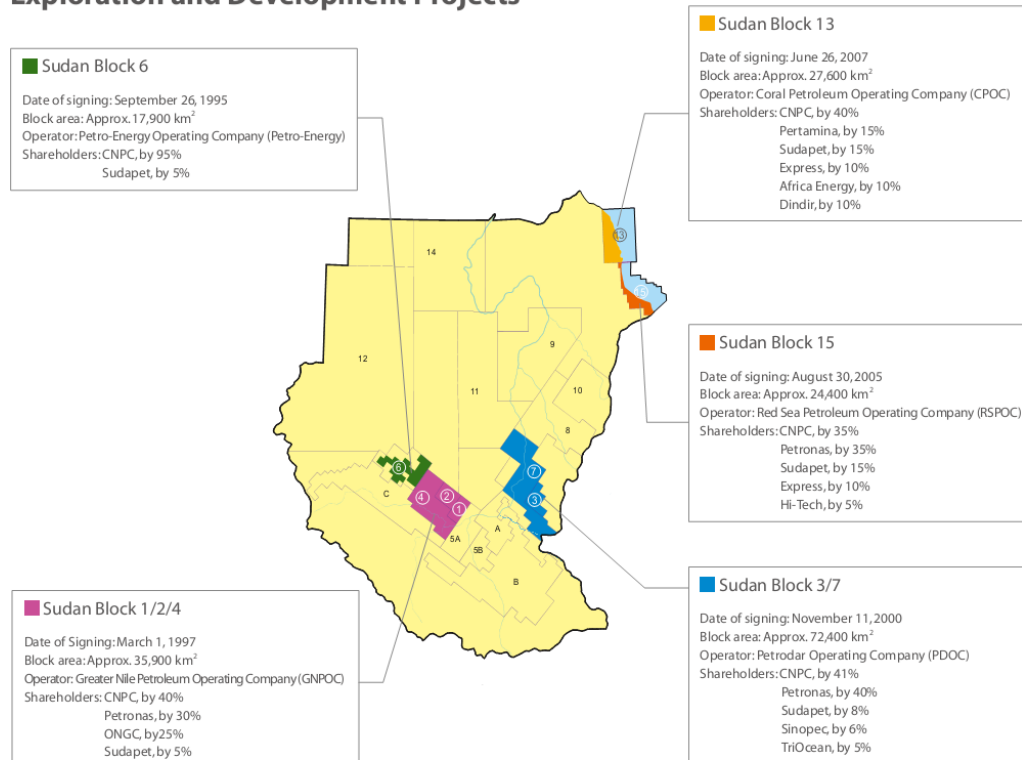 Exploration and Development Projects
Sudan Block 6
Date of signing: September 26, 1995
Block area: Approx. 17,900 km²
Operator: Petro-Energy Operating Company (Petro-Energy)
Shareholders: CNPC, by 95%
Sudapet, by 5%
Sudan Block 13
Date of signing: June 26, 2007
Block area: Approx. 27,600 km²
Operator: Coral Petroleum Operating Company (CPOC)
Shareholders: CNPC, by 40%
Pertamina, by 15%
Sudapet, by 15%
Express, by 10%
Africa Energy, by 10%
Dindir, by 10%
13
14
15
12
9
11
10
8
6
7
C
4
2
3
1
A
5A
5B
B
Sudan Block 15
Date of signing: August 30, 2005
Block area: Approx. 24,400 km²
Operator: Red Sea Petroleum Operating Company (RSPOC)
Shareholders: CNPC, by 35%
Petronas, by 35%
Sudapet, by 15%
Express, by 10%
Hi-Tech, by 5%
Sudan Block 1/2/4
Date of Signing: March 1, 1997
Block area: Approx. 35,900 km²
Operator: Greater Nile Petroleum Operating Company (GNPOC)
Shareholders: CNPC, by 40%
Petronas, by 30%
ONGC, by25%
Sudapet, by 5%
Sudan Block 3/7
Date of signing: November 11, 2000
Block area: Approx. 72,400 km²
Operator: Petrodar Operating Company (PDOC)
Shareholders: CNPC, by 41%
Petronas, by 40%
Sudapet, by 8%
Sinopec, by 6%
TriOcean, by 5%